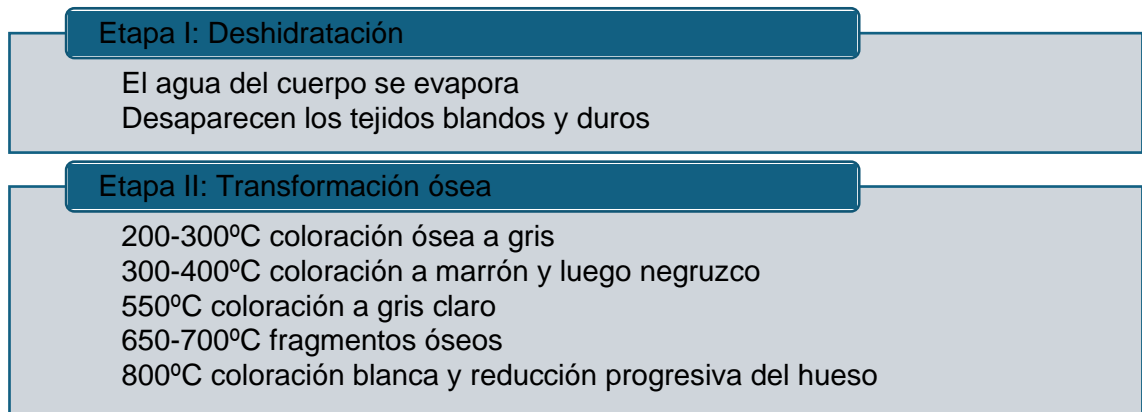 Etapa I: Deshidratación
El agua del cuerpo se evapora
Desaparecen los tejidos blandos y duros
Etapa II: Transformación ósea
200-300ºC coloración ósea a gris
300-400ºC coloración a marrón y luego negruzco
550ºC coloración a gris claro
650-700ºC fragmentos óseos
800ºC coloración blanca y reducción progresiva del hueso